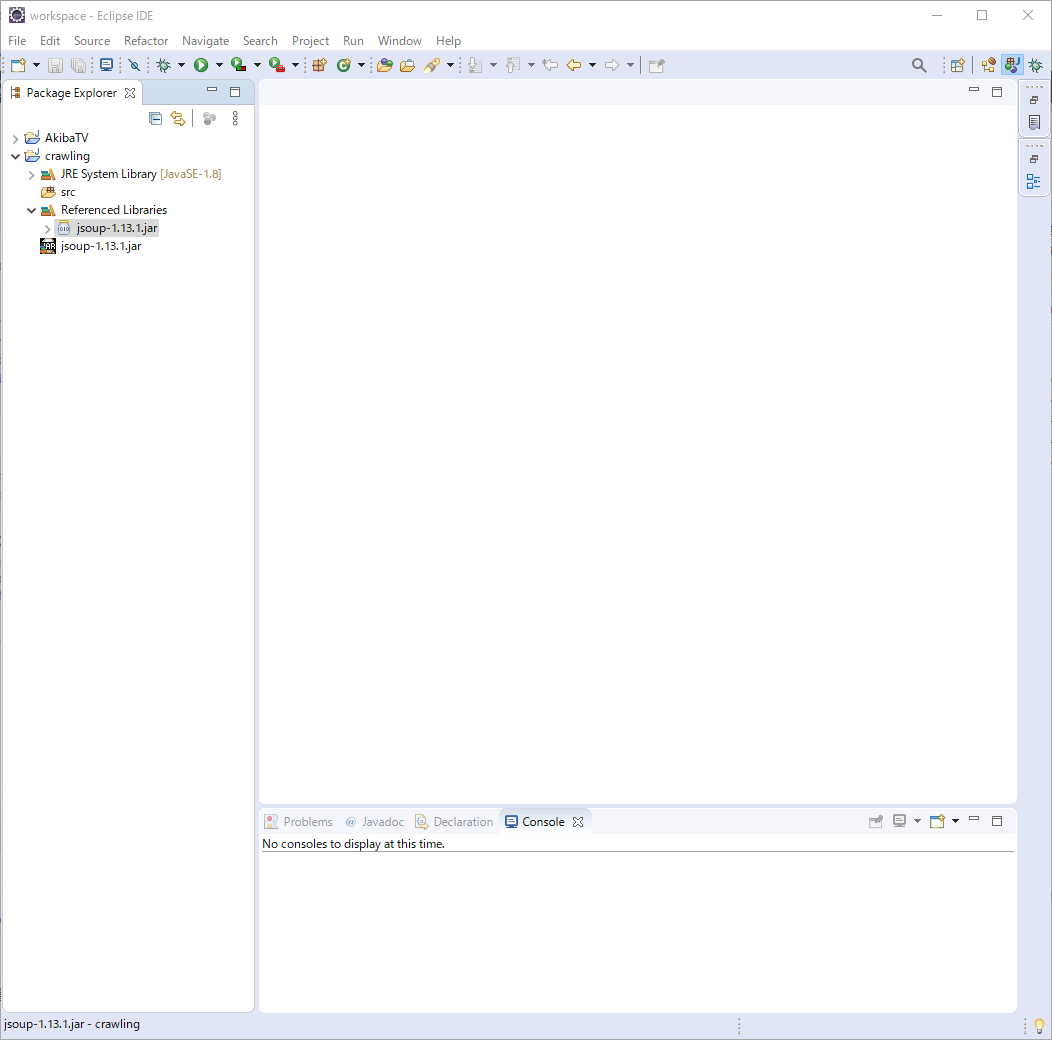 workspace - Eclipse IDE
File Edit Source Refactor Navigate Search Project Run Window Help
Package Explorer
AkibaTV
crawling
JRE System Library [JavaSE-1.8]
src
Referenced Libraries
jsoup-1.13.1.jar
jsoup-1.13.1.jar
Problems @ Javadoc Declaration Console
No consoles to display at this time.
jsoup-1.13.1.jar - crawling